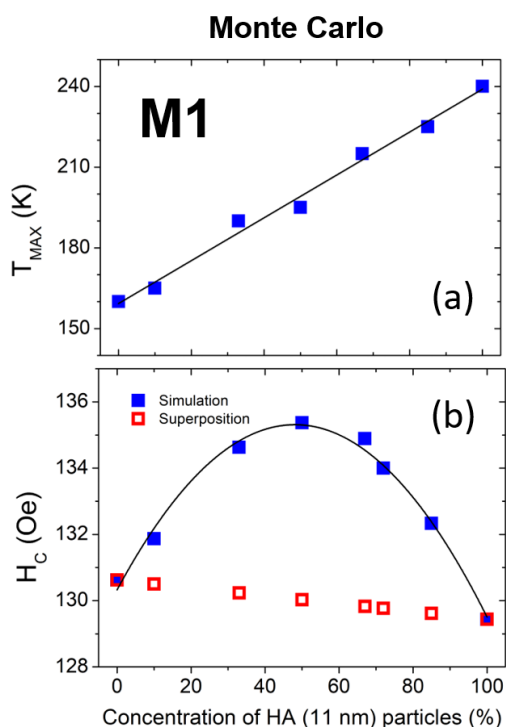 Monte Carlo
M1
(a)
T_MAX (K)
240
210
180
150
(b)
Simulation
Superposition
H_C (Oe)
136
134
132
130
128
0 20 40 60 80 100
Concentration of HA (11 nm) particles (%)